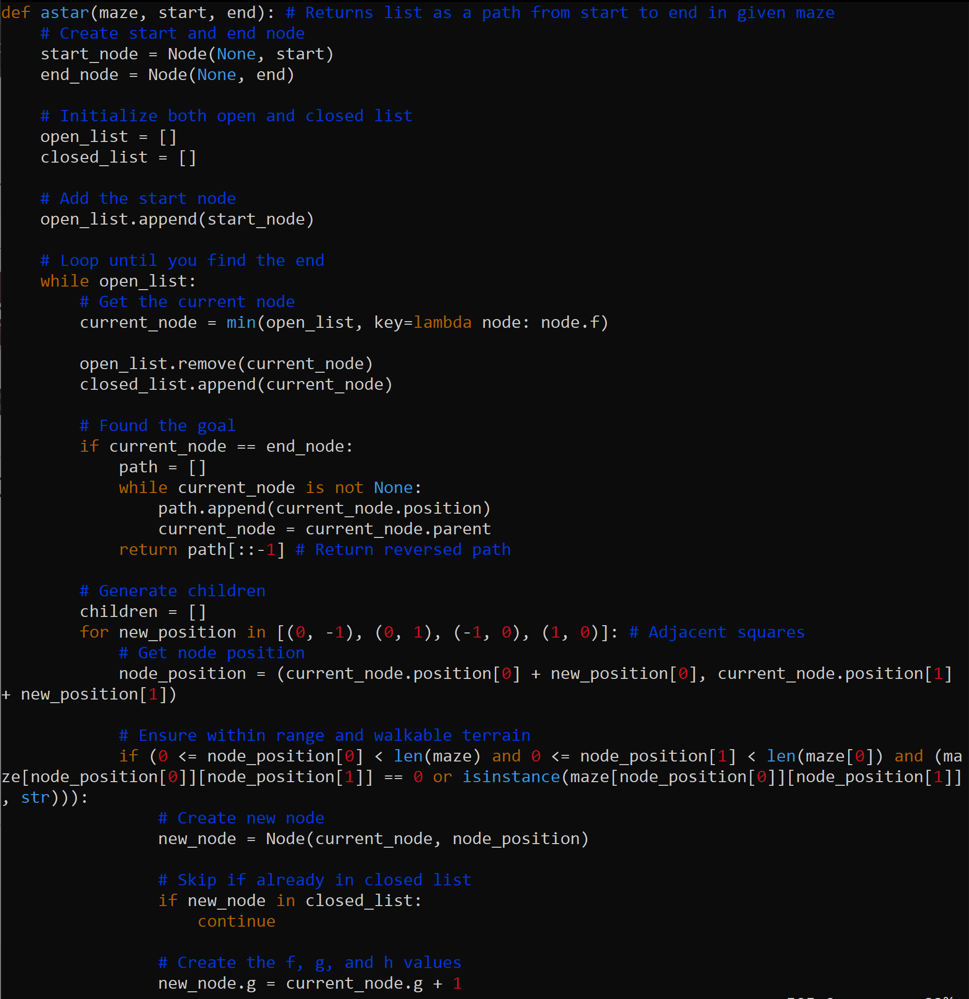 def astar(maze, start, end): # Returns list as a path from start to end in given maze
    # Create start and end node
    start_node = Node(None, start)
    end_node = Node(None, end)

    # Initialize both open and closed list
    open_list = []
    closed_list = []

    # Add the start node
    open_list.append(start_node)

    # Loop until you find the end
    while open_list:
        # Get the current node
        current_node = min(open_list, key=lambda node: node.f)

        open_list.remove(current_node)
        closed_list.append(current_node)

        # Found the goal
        if current_node == end_node:
            path = []
            while current_node is not None:
                path.append(current_node.position)
                current_node = current_node.parent
            return path[::-1] # Return reversed path

        # Generate children
        children = []
        for new_position in [(0, -1), (0, 1), (-1, 0), (1, 0)]: # Adjacent squares
            # Get node position
            node_position = (current_node.position[0] + new_position[0], current_node.position[1]
+ new_position[1])

            # Ensure within range and walkable terrain
            if (0 <= node_position[0] < len(maze) and 0 <= node_position[1] < len(maze[0]) and (ma
ze[node_position[0]][node_position[1]] == 0 or isinstance(maze[node_position[0]][node_position[1]]
, str))):
                # Create new node
                new_node = Node(current_node, node_position)

                # Skip if already in closed list
                if new_node in closed_list:
                    continue

                # Create the f, g, and h values
                new_node.g = current_node.g + 1